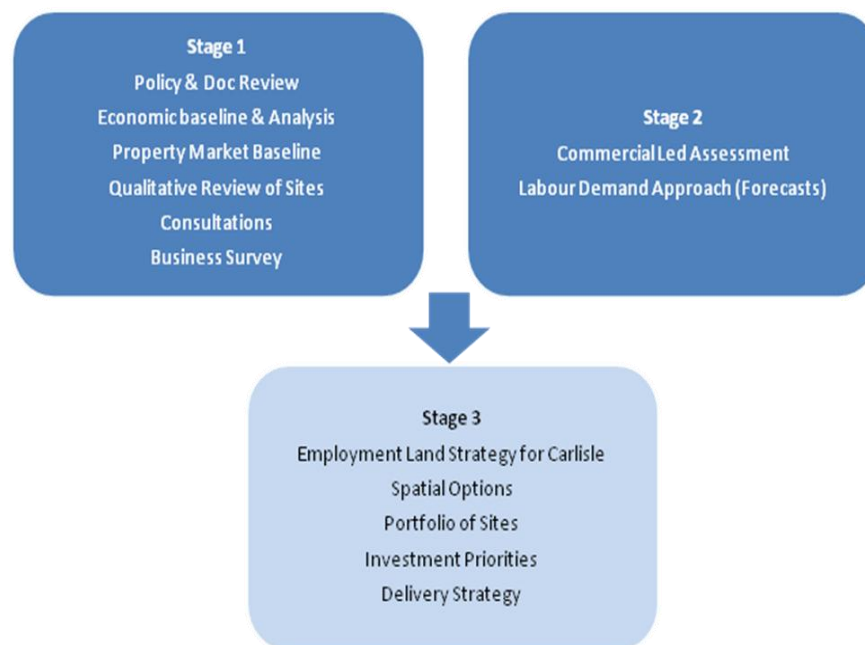 Stage 1
Policy & Doc Review
Economic baseline & Analysis
Property Market Baseline
Qualitative Review of Sites
Consultations
Business Survey
Stage 2
Commercial Led Assessment
Labour Demand Approach (Forecasts)
Stage 3
Employment Land Strategy for Carlisle
Spatial Options
Portfolio of Sites
Investment Priorities
Delivery Strategy